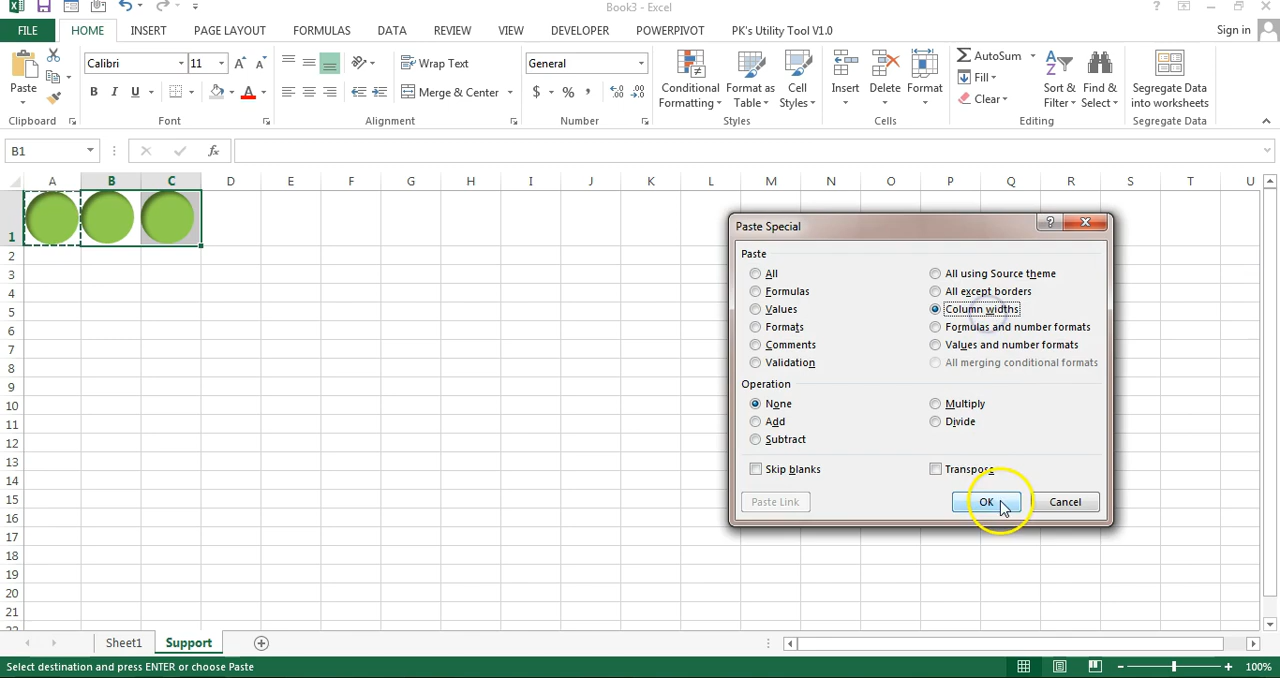 Book3 - Excel
FILE HOME INSERT PAGE LAYOUT FORMULAS DATA REVIEW VIEW DEVELOPER POWERPIVOT PK's Utility Tool V1.0 Sign in
Calibri 11 Wrap Text General AutoSum
Fill
Paste Merge & Center Conditional Format as Cell Insert Delete Format Clear Sort & Find & Segregate Data
Formatting Table Styles Filter Select into worksheets
Clipboard Font Alignment Number Styles Cells Editing Segregate Data
B1
A B C D E F G H I J K L M N O P Q R S T U
1
2
3
4
5
6
7
8
9
10
11
12
13
14
15
16
17
18
19
20
21
Paste Special
Paste
All All using Source theme
Formulas All except borders
Values Column widths
Formats Formulas and number formats
Comments Values and number formats
Validation All merging conditional formats
Operation
None Multiply
Add Divide
Subtract
Skip blanks Transpose
Paste Link OK Cancel
Sheet1 Support
Select destination and press ENTER or choose Paste 100%